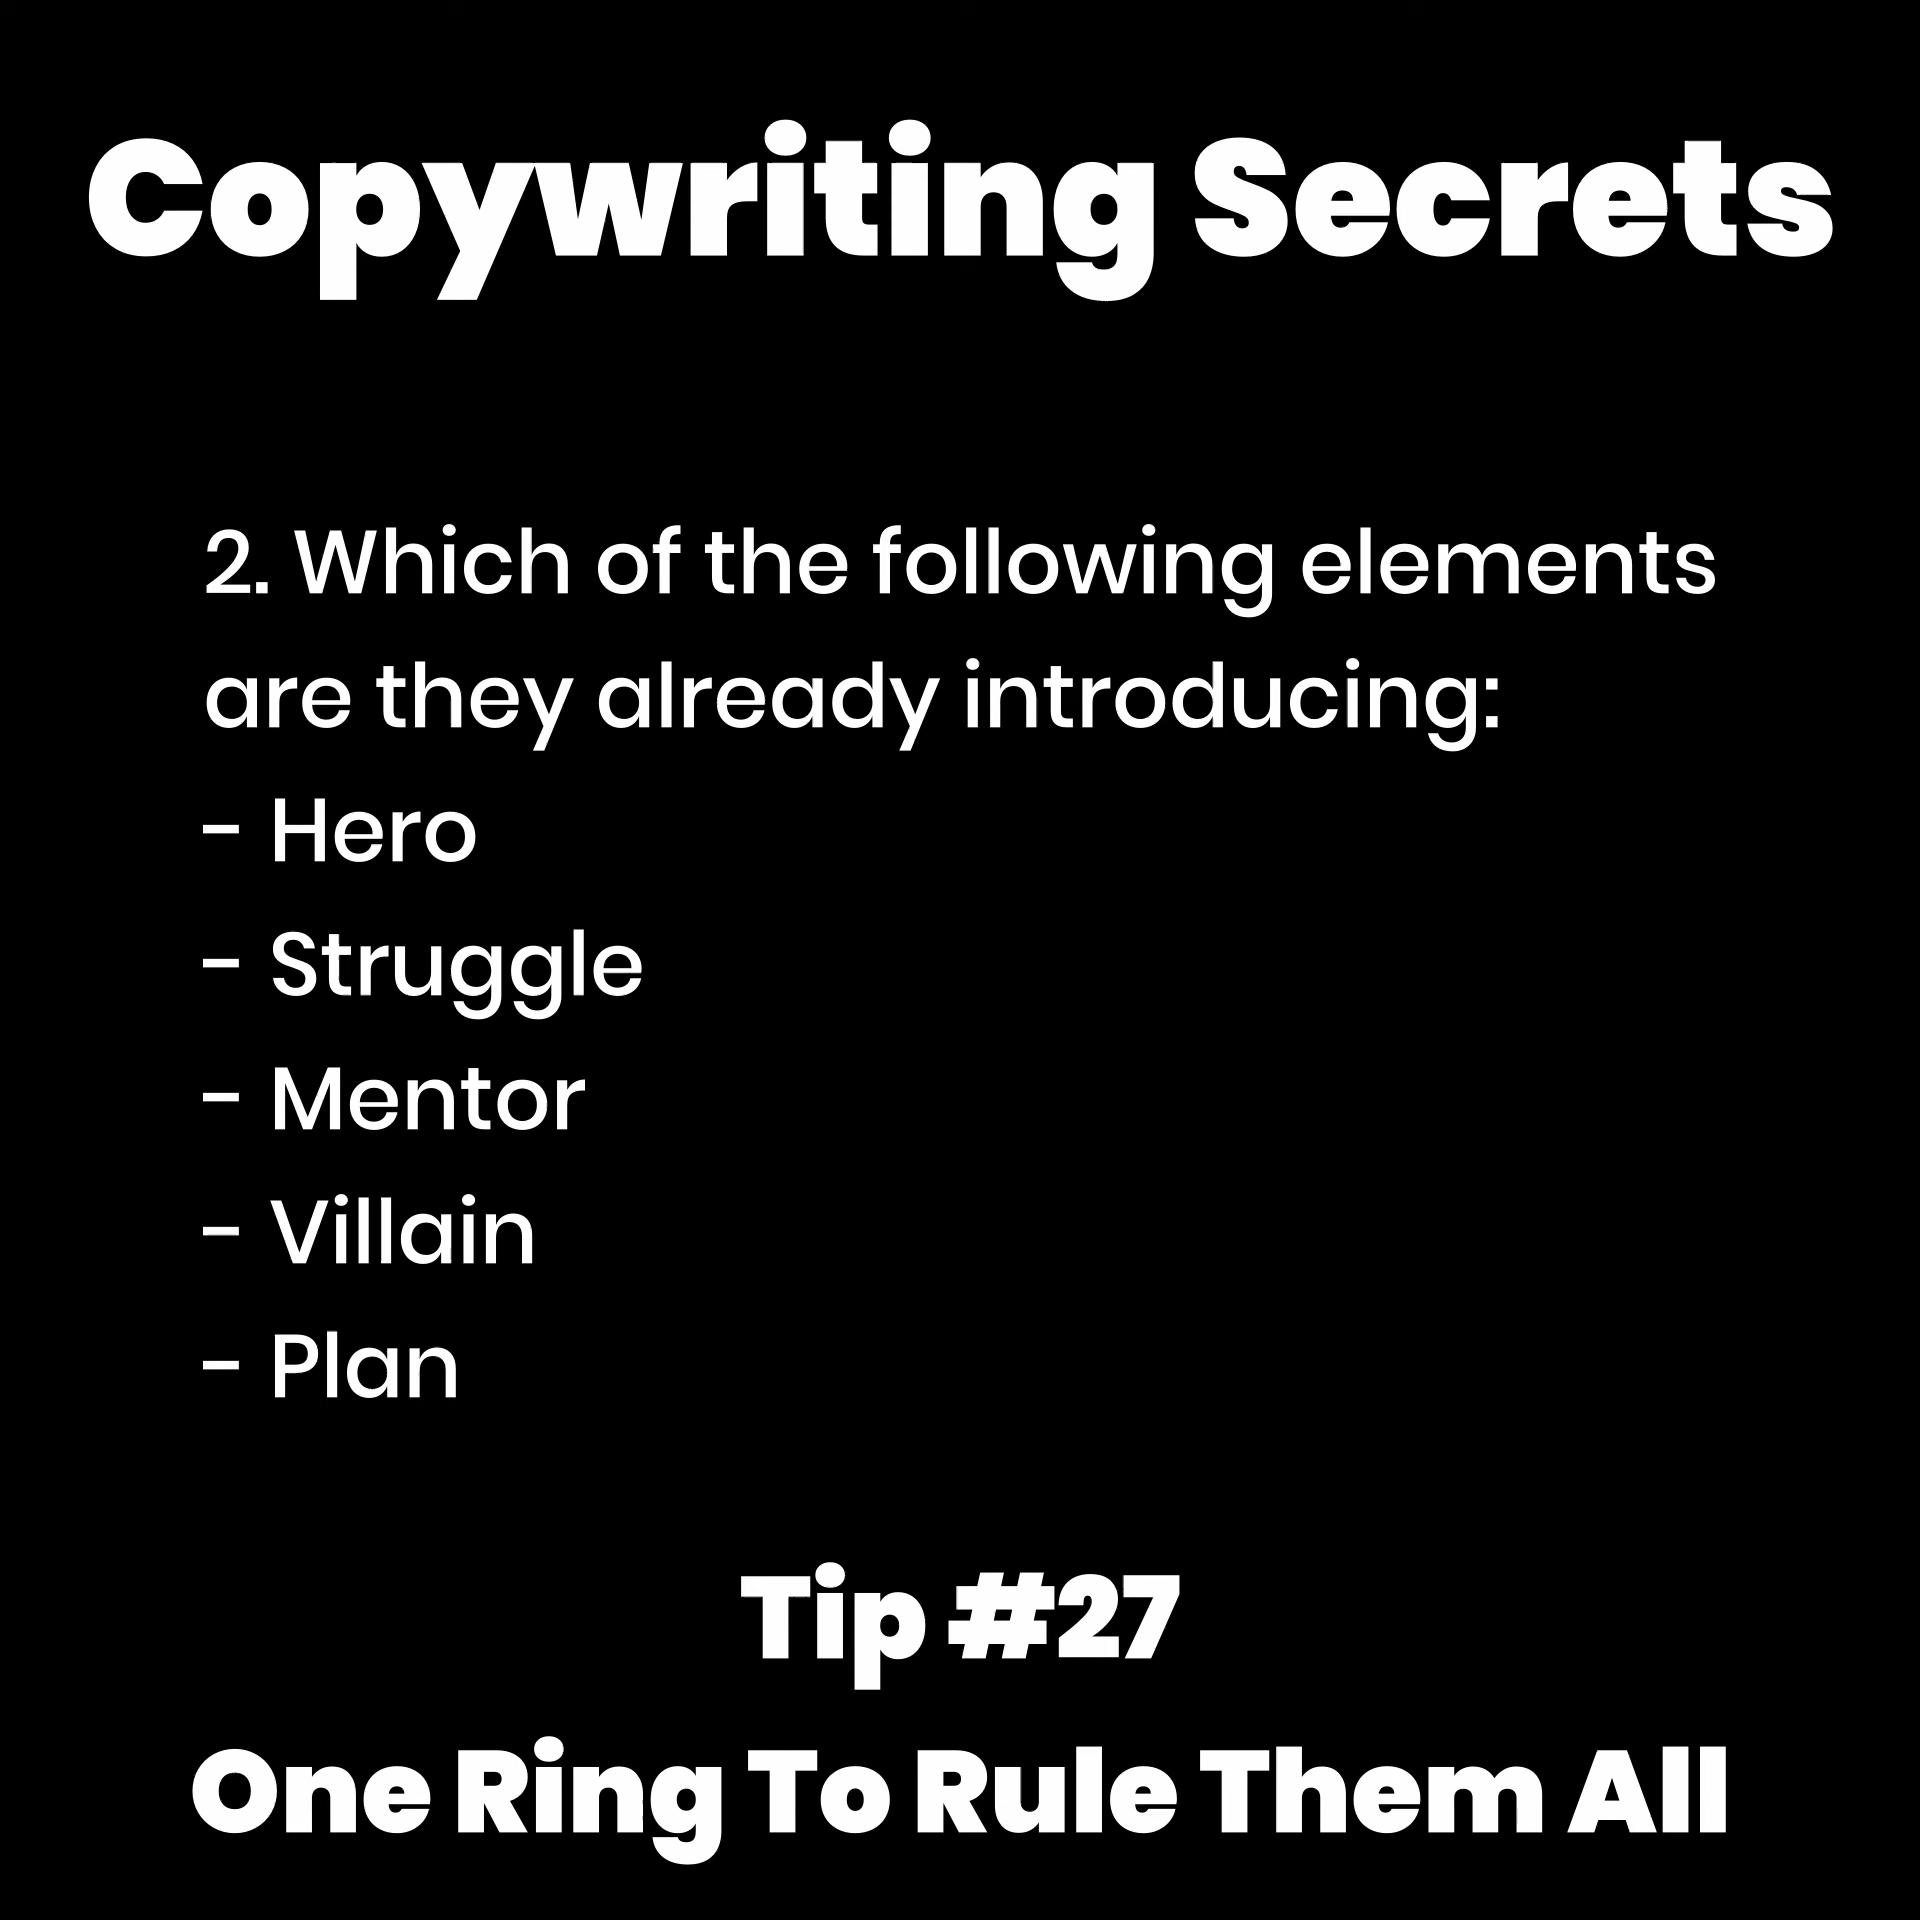 Copywriting Secrets
2. Which of the following elements
are they already introducing:
- Hero
- Struggle
- Mentor
- Villain
- Plan
Tip #27
One Ring To Rule Them All